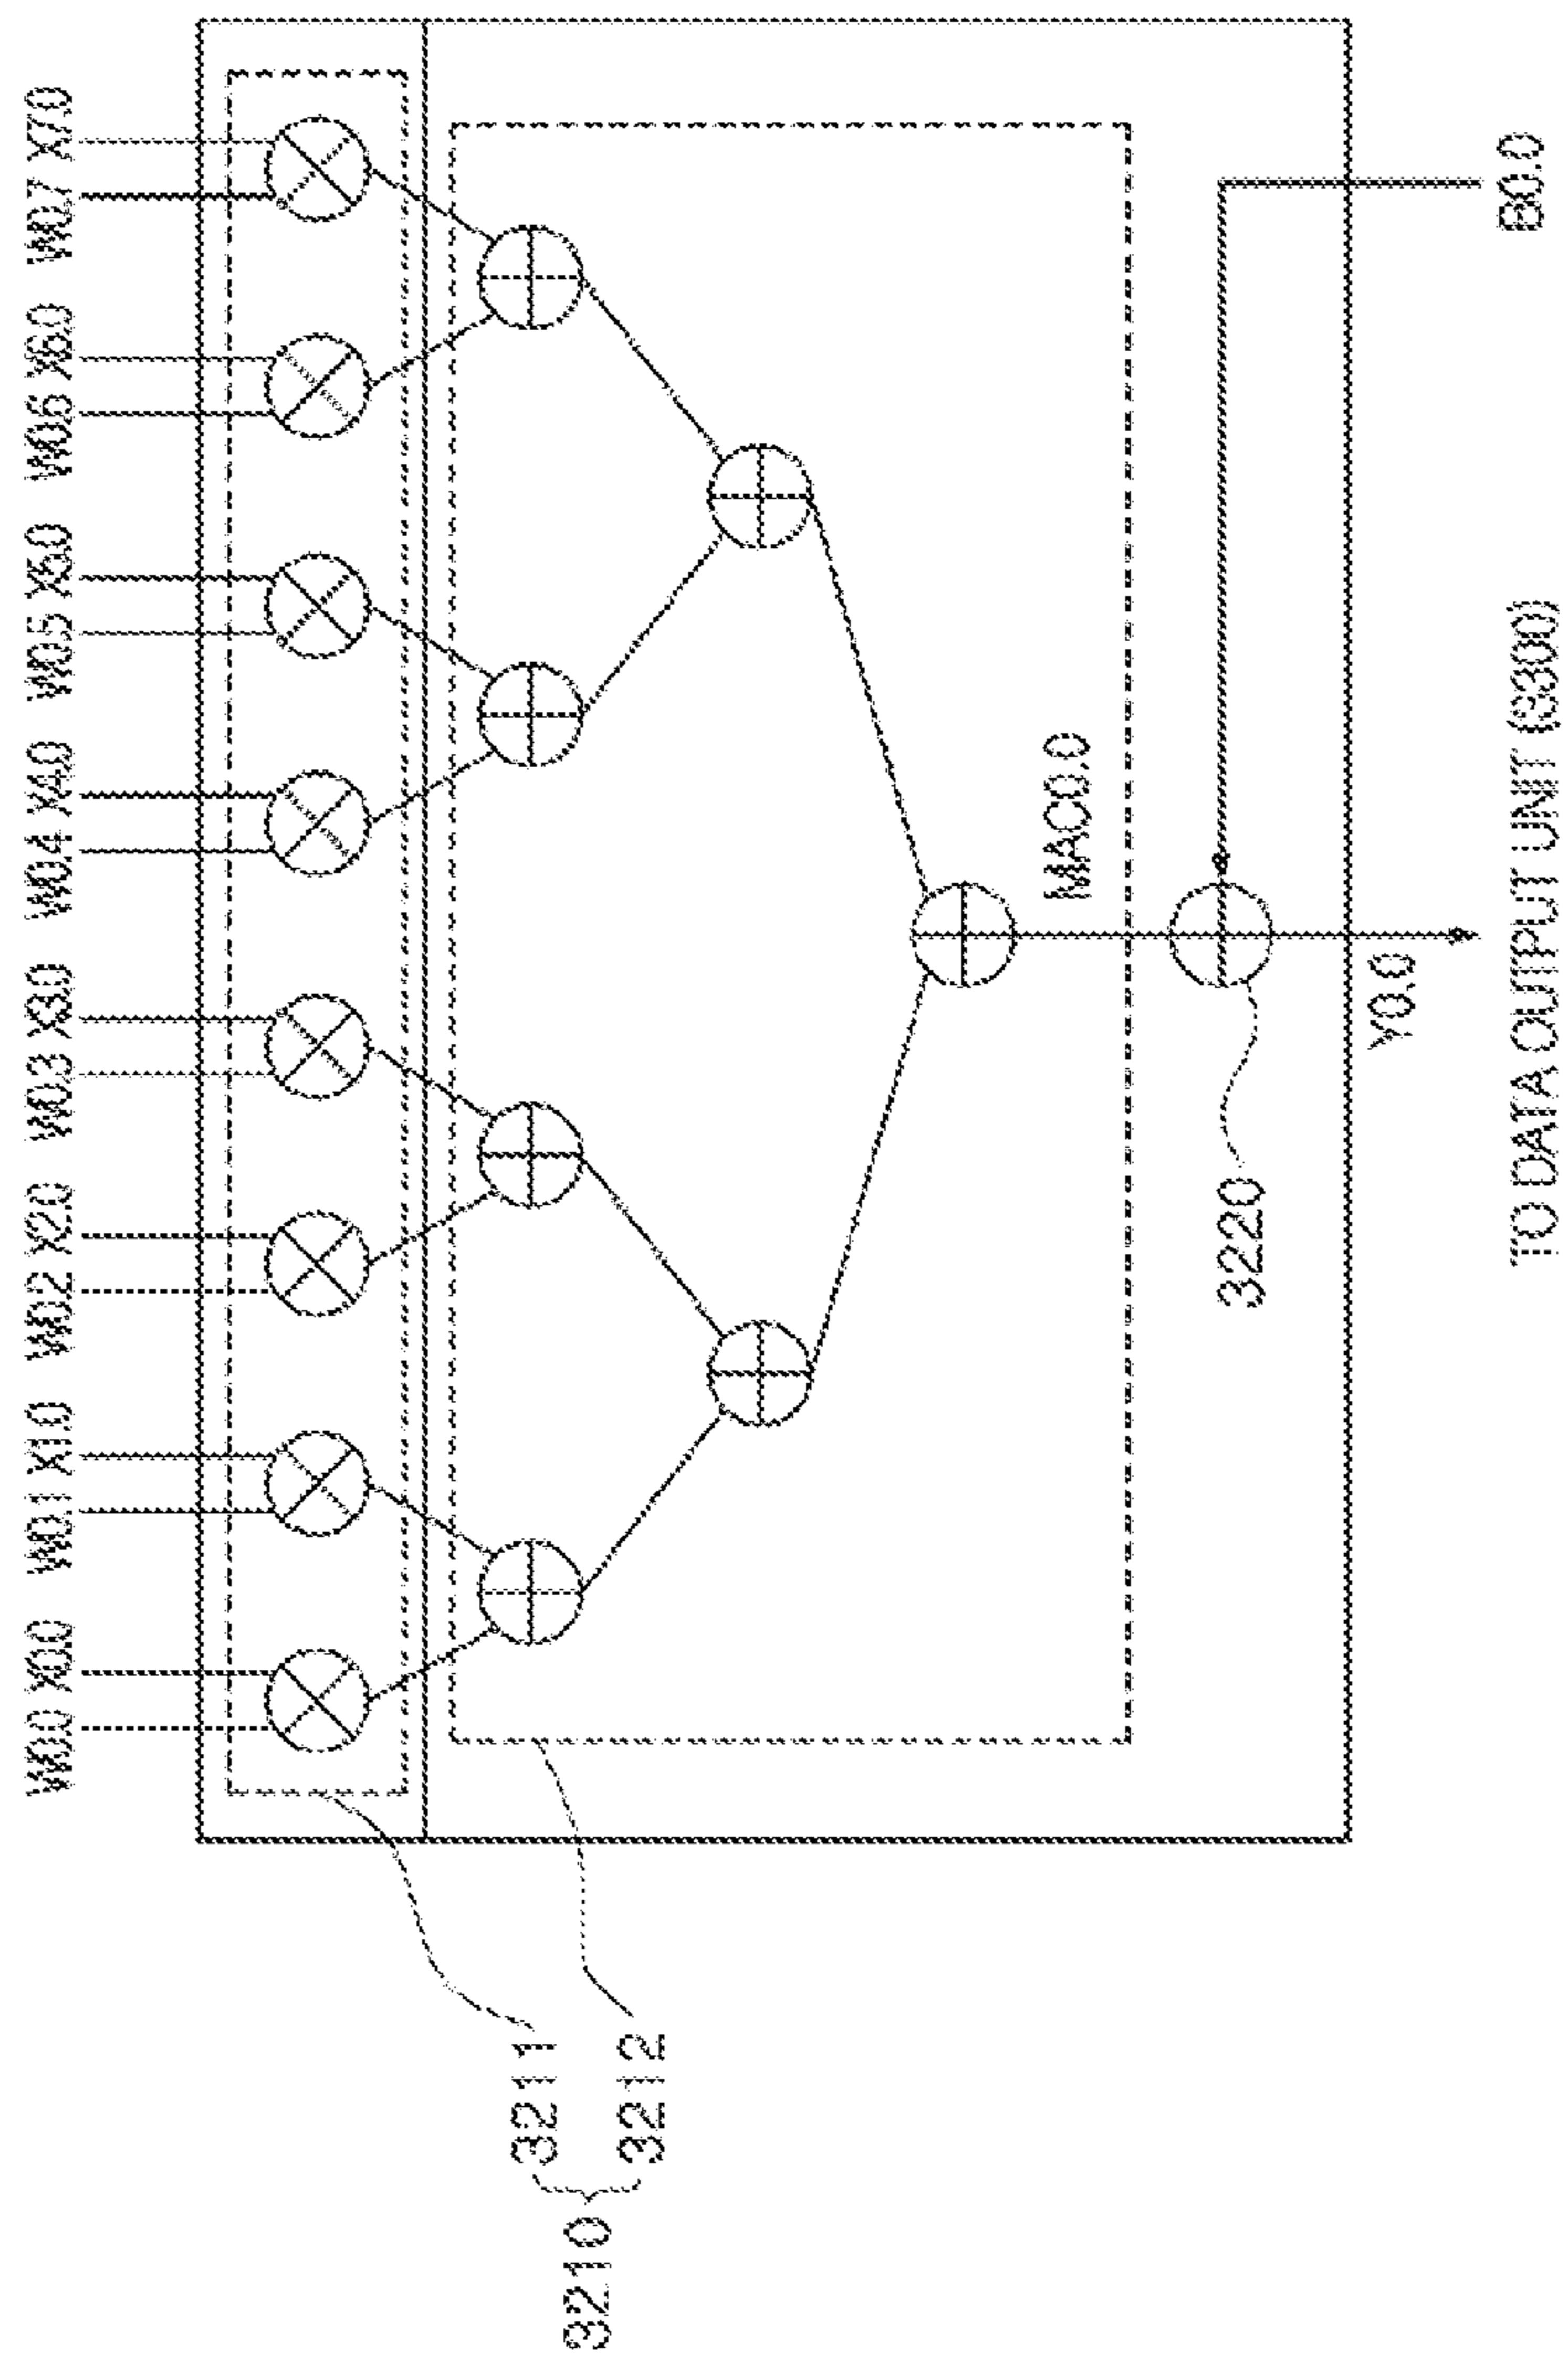 W0.0 X0.0 W0.1 X1.0 W0.2 X2.0 W0.3 X3.0 W0.4 X4.0 W0.5 X5.0 W0.6 X6.0 W0.7 X7.0
3211
3212
3210
MAC0.0
3220
Y0.0
B0.0
TO DATA OUTPUT UNIT (6300)